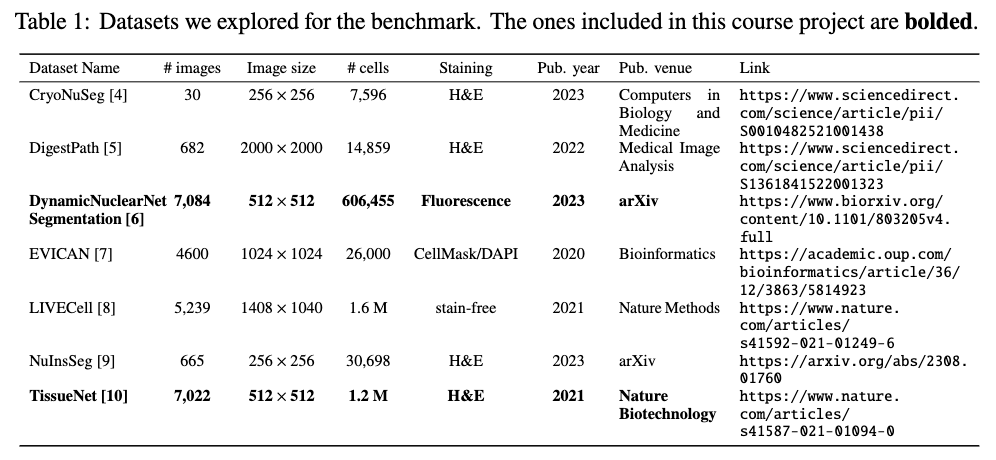 Table 1: Datasets we explored for the benchmark. The ones included in this course project are bolded.
Dataset Name # images Image size # cells Staining Pub. year Pub. venue Link
CryoNuSeg [4] 30 256 × 256 7,596 H&E 2023 Computers in https://www.sciencedirect.
Biology and com/science/article/pii/
Medicine S0010482521001438
DigestPath [5] 682 2000 × 2000 14,859 H&E 2022 Medical Image https://www.sciencedirect.
Analysis com/science/article/pii/
S1361841522001323
DynamicNuclearNet 7,084 512 × 512 606,455 Fluorescence 2023 arXiv https://www.biorxiv.org/
Segmentation [6] content/10.1101/803205v4.
full
EVICAN [7] 4600 1024 × 1024 26,000 CellMask/DAPI 2020 Bioinformatics https://academic.oup.com/
bioinformatics/article/36/
12/3863/5814923
LIVECell [8] 5,239 1408 × 1040 1.6 M stain-free 2021 Nature Methods https://www.nature.
com/articles/
s41592-021-01249-6
NuInsSeg [9] 665 256 × 256 30,698 H&E 2023 arXiv https://arxiv.org/abs/2308.
01760
TissueNet [10] 7,022 512 × 512 1.2 M H&E 2021 Nature https://www.nature.
Biotechnology com/articles/
s41587-021-01094-0